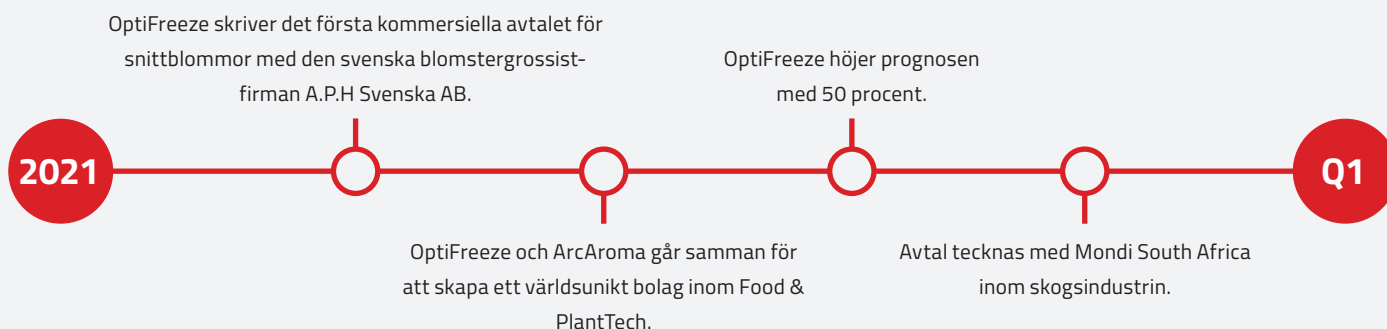 OptiFreeze skriver det första kommersiella avtalet för
snittblommor med den svenska blomstergrossist-
firman A.P.H Svenska AB.
OptiFreeze höjer prognosen
med 50 procent.
2021
Q1
OptiFreeze och ArcAroma går samman för
att skapa ett världsunikt bolag inom Food &
PlantTech.
Avtal tecknas med Mondi South Africa
inom skogsindustrin.